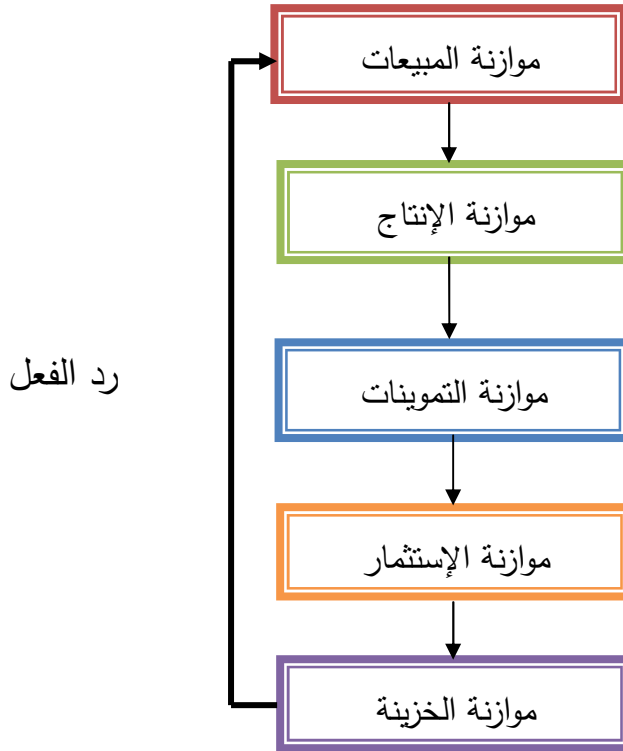 موازنة المبيعات
موازنة الإنتاج
موازنة التموينات
رد الفعل
موازنة الإستثمار
موازنة الخزينة